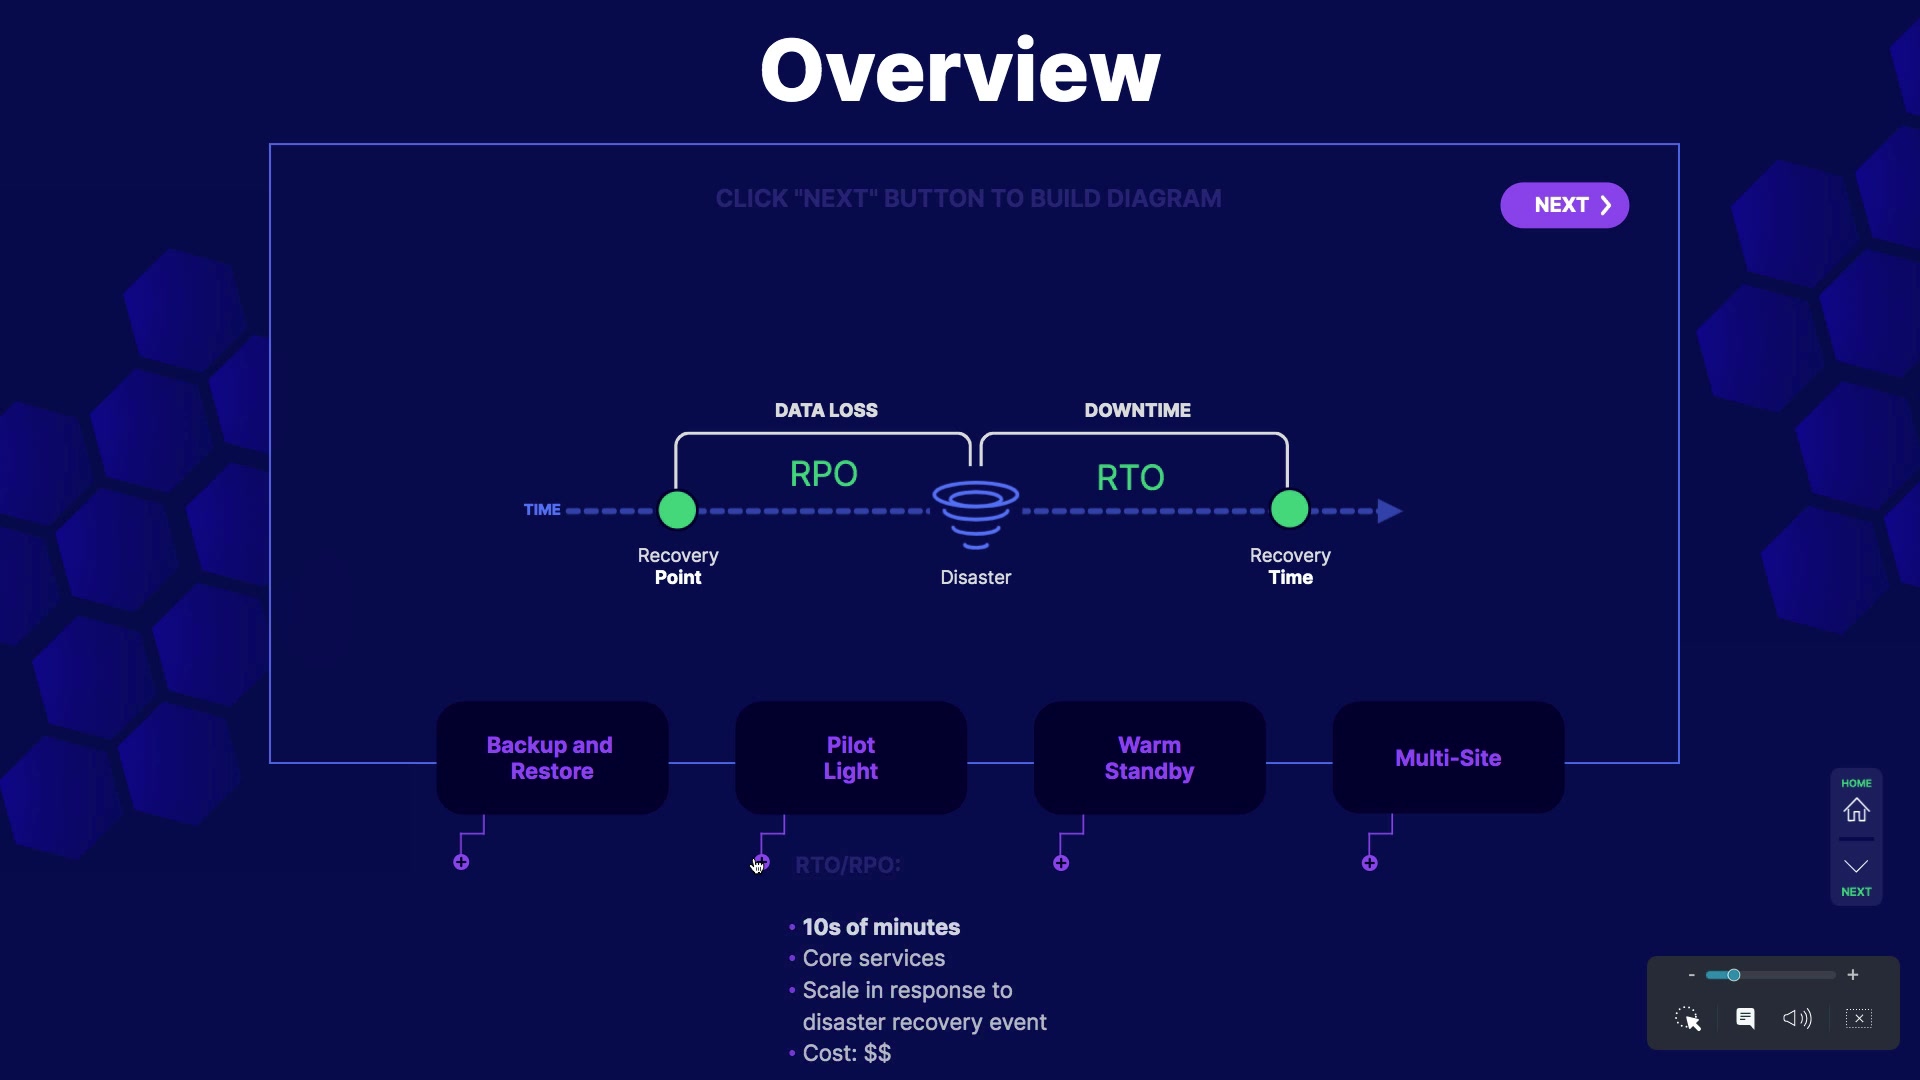 Overview
CLICK "NEXT" BUTTON TO BUILD DIAGRAM
NEXT
DATA LOSS
DOWNTIME
RPO
RTO
TIME
Recovery
Point
Disaster
Recovery
Time
Backup and
Restore
Pilot
Light
Warm
Standby
Multi-Site
RTO/RPO:
• 10s of minutes
• Core services
• Scale in response to
disaster recovery event
• Cost: $$
HOME
NEXT
- +